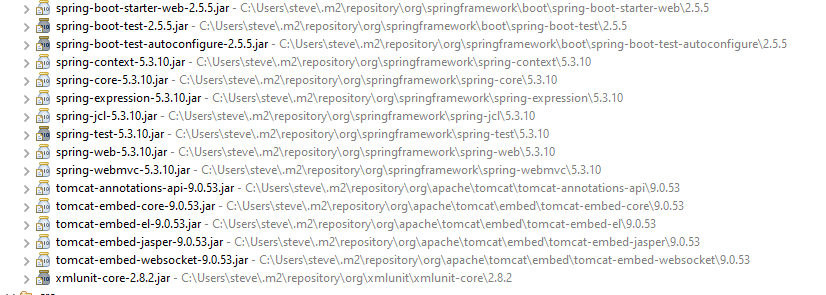 spring-boot-starter-web-2.5.5.jar - C:\Users\steve\.m2\repository\org\springframework\boot\spring-boot-starter-web\2.5.5
spring-boot-test-2.5.5.jar - C:\Users\steve\.m2\repository\org\springframework\boot\spring-boot-test\2.5.5
spring-boot-test-autoconfigure-2.5.5.jar - C:\Users\steve\.m2\repository\org\springframework\boot\spring-boot-test-autoconfigure\2.5.5
spring-context-5.3.10.jar - C:\Users\steve\.m2\repository\org\springframework\spring-context\5.3.10
spring-core-5.3.10.jar - C:\Users\steve\.m2\repository\org\springframework\spring-core\5.3.10
spring-expression-5.3.10.jar - C:\Users\steve\.m2\repository\org\springframework\spring-expression\5.3.10
spring-jcl-5.3.10.jar - C:\Users\steve\.m2\repository\org\springframework\spring-jcl\5.3.10
spring-test-5.3.10.jar - C:\Users\steve\.m2\repository\org\springframework\spring-test\5.3.10
spring-web-5.3.10.jar - C:\Users\steve\.m2\repository\org\springframework\spring-web\5.3.10
spring-webmvc-5.3.10.jar - C:\Users\steve\.m2\repository\org\springframework\spring-webmvc\5.3.10
tomcat-annotations-api-9.0.53.jar - C:\Users\steve\.m2\repository\org\apache\tomcat\tomcat-annotations-api\9.0.53
tomcat-embed-core-9.0.53.jar - C:\Users\steve\.m2\repository\org\apache\tomcat\embed\tomcat-embed-core\9.0.53
tomcat-embed-el-9.0.53.jar - C:\Users\steve\.m2\repository\org\apache\tomcat\embed\tomcat-embed-el\9.0.53
tomcat-embed-jasper-9.0.53.jar - C:\Users\steve\.m2\repository\org\apache\tomcat\embed\tomcat-embed-jasper\9.0.53
tomcat-embed-websocket-9.0.53.jar - C:\Users\steve\.m2\repository\org\apache\tomcat\embed\tomcat-embed-websocket\9.0.53
xmlunit-core-2.8.2.jar - C:\Users\steve\.m2\repository\org\xmlunit\xmlunit-core\2.8.2